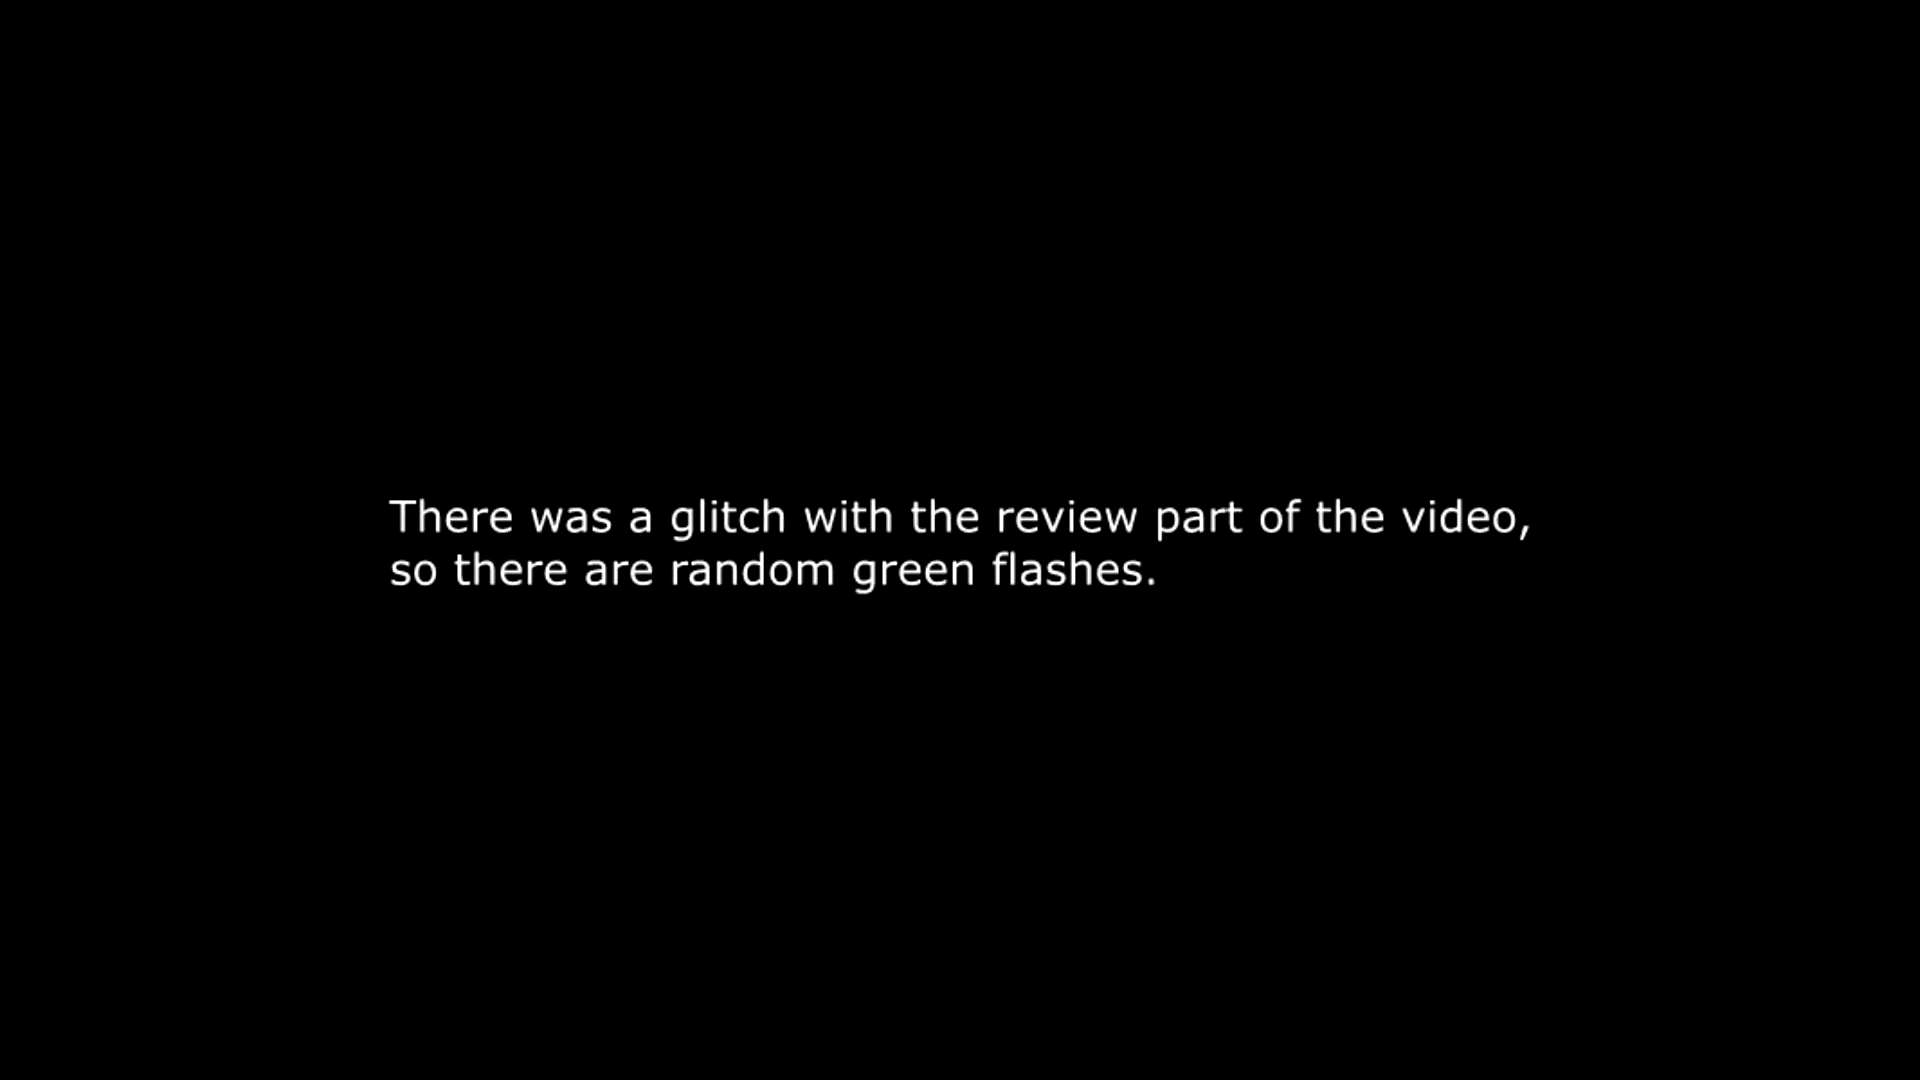 There was a glitch with the review part of the video,
so there are random green flashes.